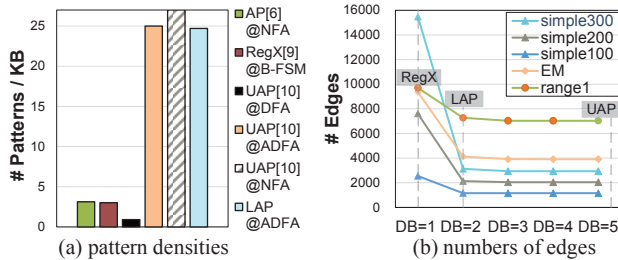 # Patterns / KB
25
20
15
10
5
0
AP[6]
@NFA
RegX[9]
@B-FSM
UAP[10]
@DFA
UAP[10]
@ADFA
UAP[10]
@NFA
LAP
@ADFA
(a) pattern densities
# Edges
16000
14000
12000
10000
8000
6000
4000
2000
0
RegX
LAP
UAP
simple300
simple200
simple100
EM
range1
DB=1 DB=2 DB=3 DB=4 DB=5
(b) numbers of edges